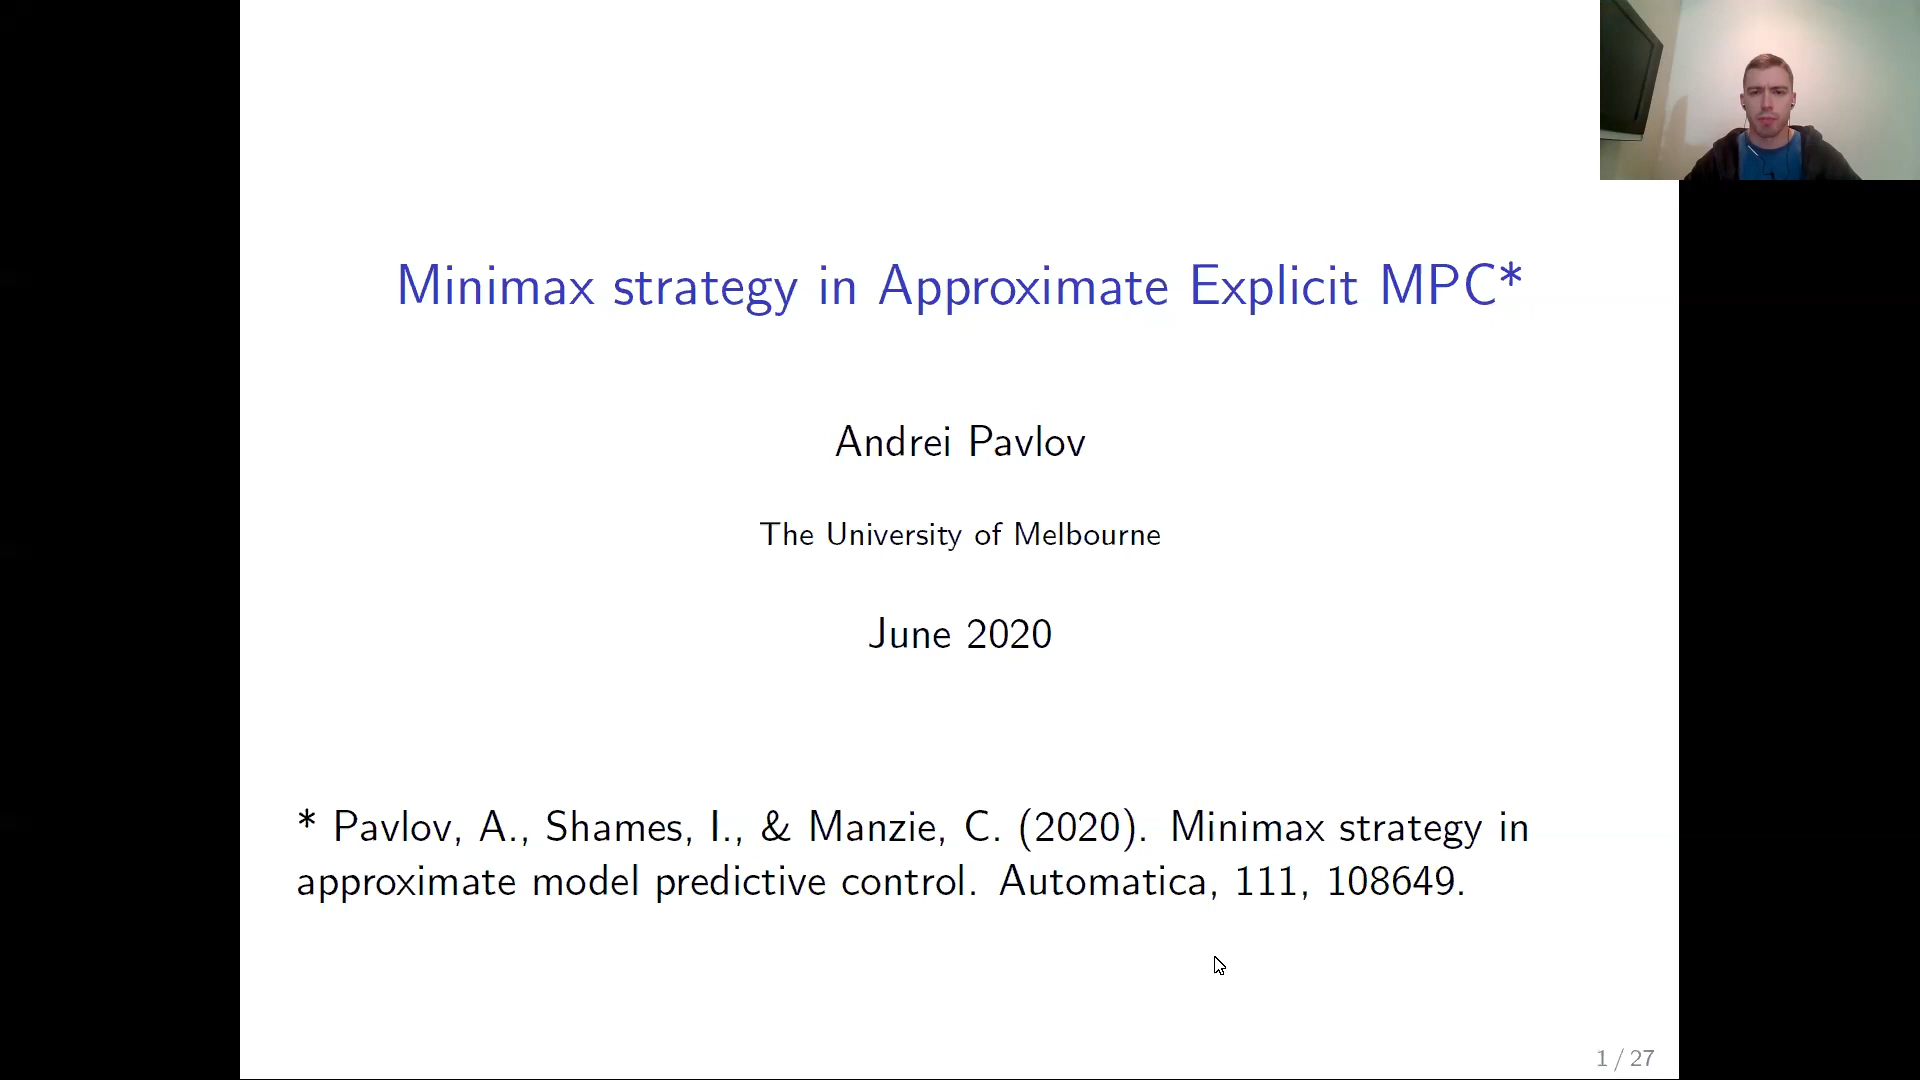 Minimax strategy in Approximate Explicit MPC*
Andrei Pavlov
The University of Melbourne
June 2020
* Pavlov, A., Shames, I., & Manzie, C. (2020). Minimax strategy in
approximate model predictive control. Automatica, 111, 108649.
1 / 27